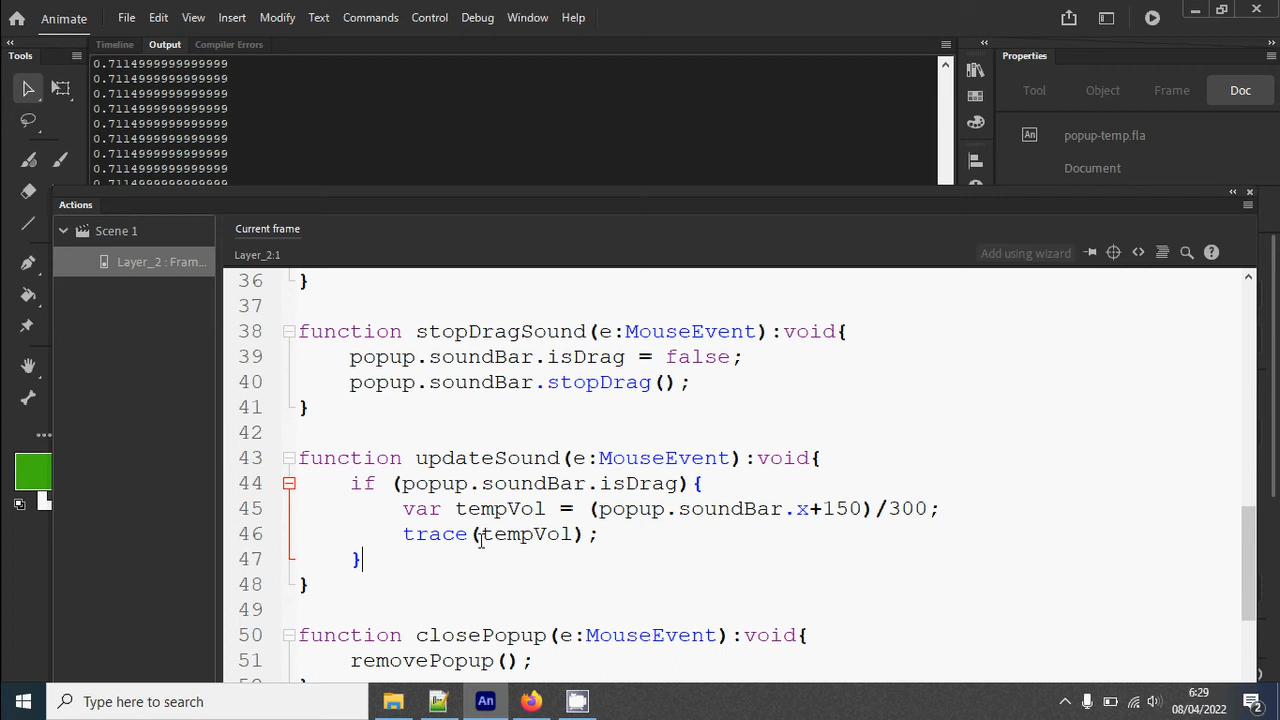 Animate File Edit View Insert Modify Text Commands Control Debug Window Help
Timeline Output Compiler Errors
Tools
Properties
Tool Object Frame Doc
An popup-temp.fla
Document
0.7114999999999999
0.7114999999999999
0.7114999999999999
0.7114999999999999
0.7114999999999999
0.7114999999999999
0.7114999999999999
0.7114999999999999
0.7114999999999999
Actions
Scene 1
Layer_2 : Fram...
Current frame
Layer_2:1
Add using wizard
36 }
37
38 function stopDragSound(e:MouseEvent):void{
39 popup.soundBar.isDrag = false;
40 popup.soundBar.stopDrag();
41 }
42
43 function updateSound(e:MouseEvent):void{
44 if (popup.soundBar.isDrag){
45 var tempVol = (popup.soundBar.x+150)/300;
46 trace(tempVol);
47 }
48 }
49
50 function closePopup(e:MouseEvent):void{
51 removePopup();
Type here to search
An
6:29
08/04/2022
2